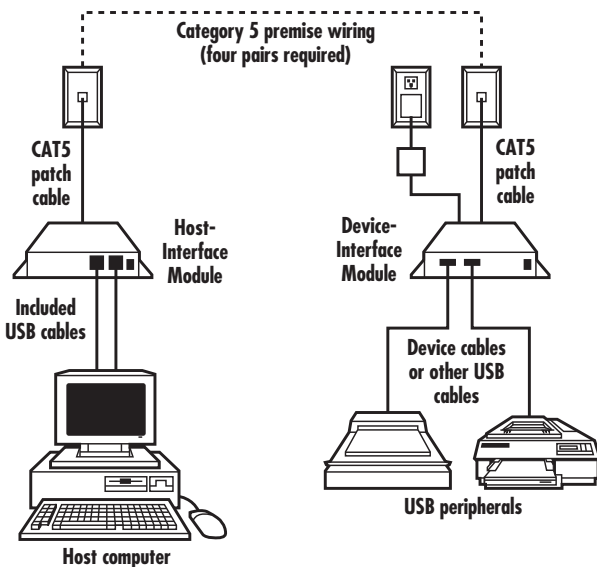 Category 5 premise wiring
(four pairs required)
CAT5
patch
cable
CAT5
patch
cable
Host-
Interface
Module
Device-
Interface
Module
Included
USB cables
Device cables
or other USB
cables
USB peripherals
Host computer